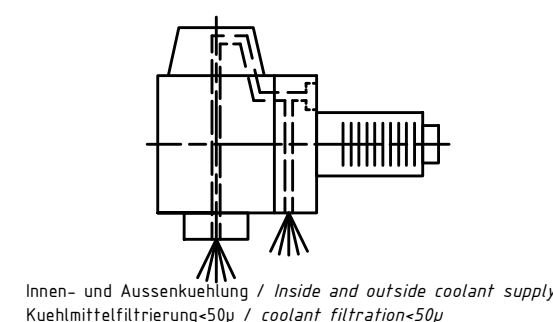 Innen- und Aussenkuehlung / Inside and outside coolant supply
Kuehlmittelfiltrierung<50µ / coolant filtration<50µ